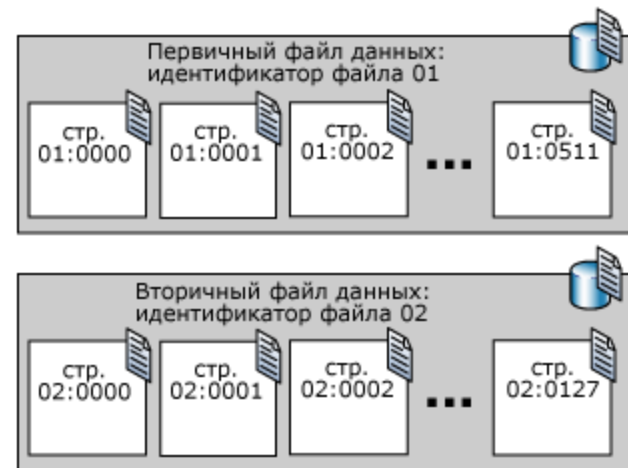 Первичный файл данных:
идентификатор файла 01
стр.
01:0000
стр.
01:0001
стр.
01:0002
...
стр.
01:0511
Вторичный файл данных:
идентификатор файла 02
стр.
02:0000
стр.
02:0001
стр.
02:0002
...
стр.
02:0127